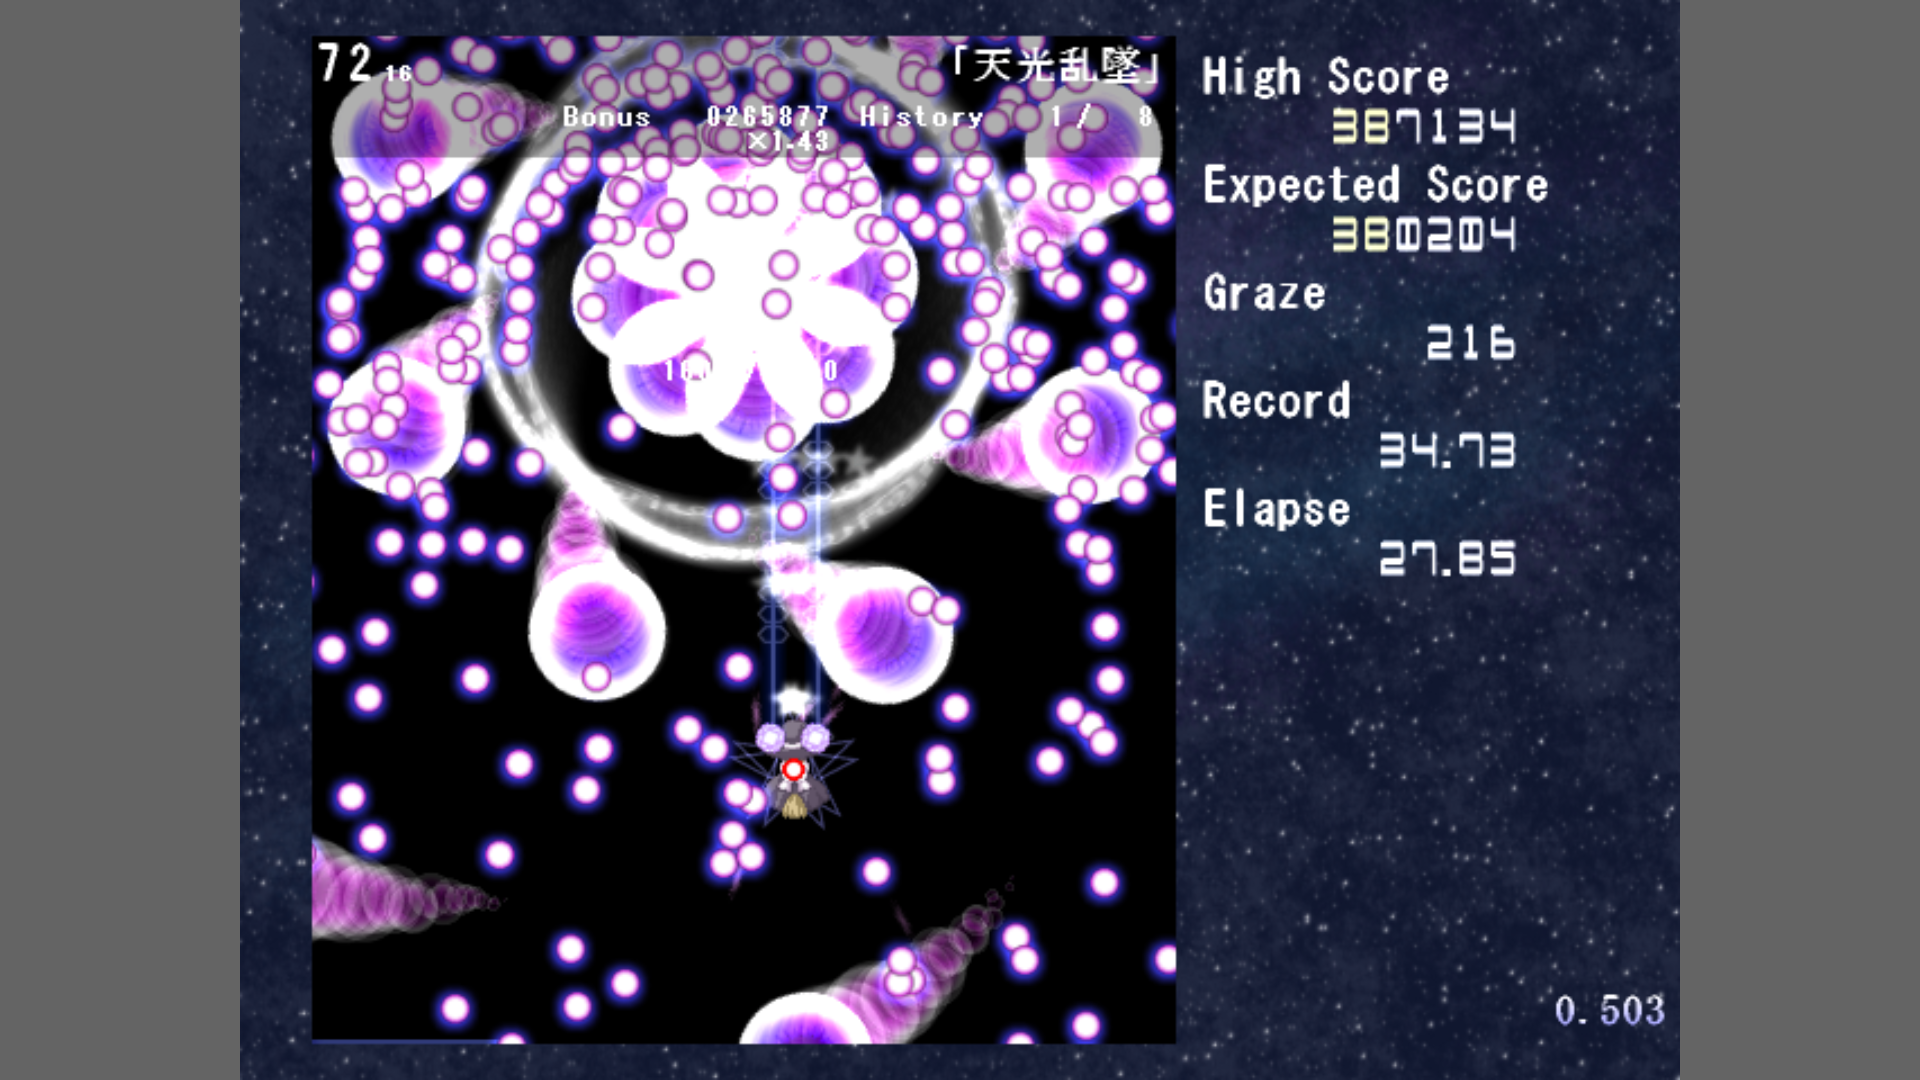 72 16
「天光乱墜」
Bonus 0265877 History 1/ 8
×1.43
High Score
387134
Expected Score
380204
Graze
216
Record
34.73
Elapse
27.85
0.503